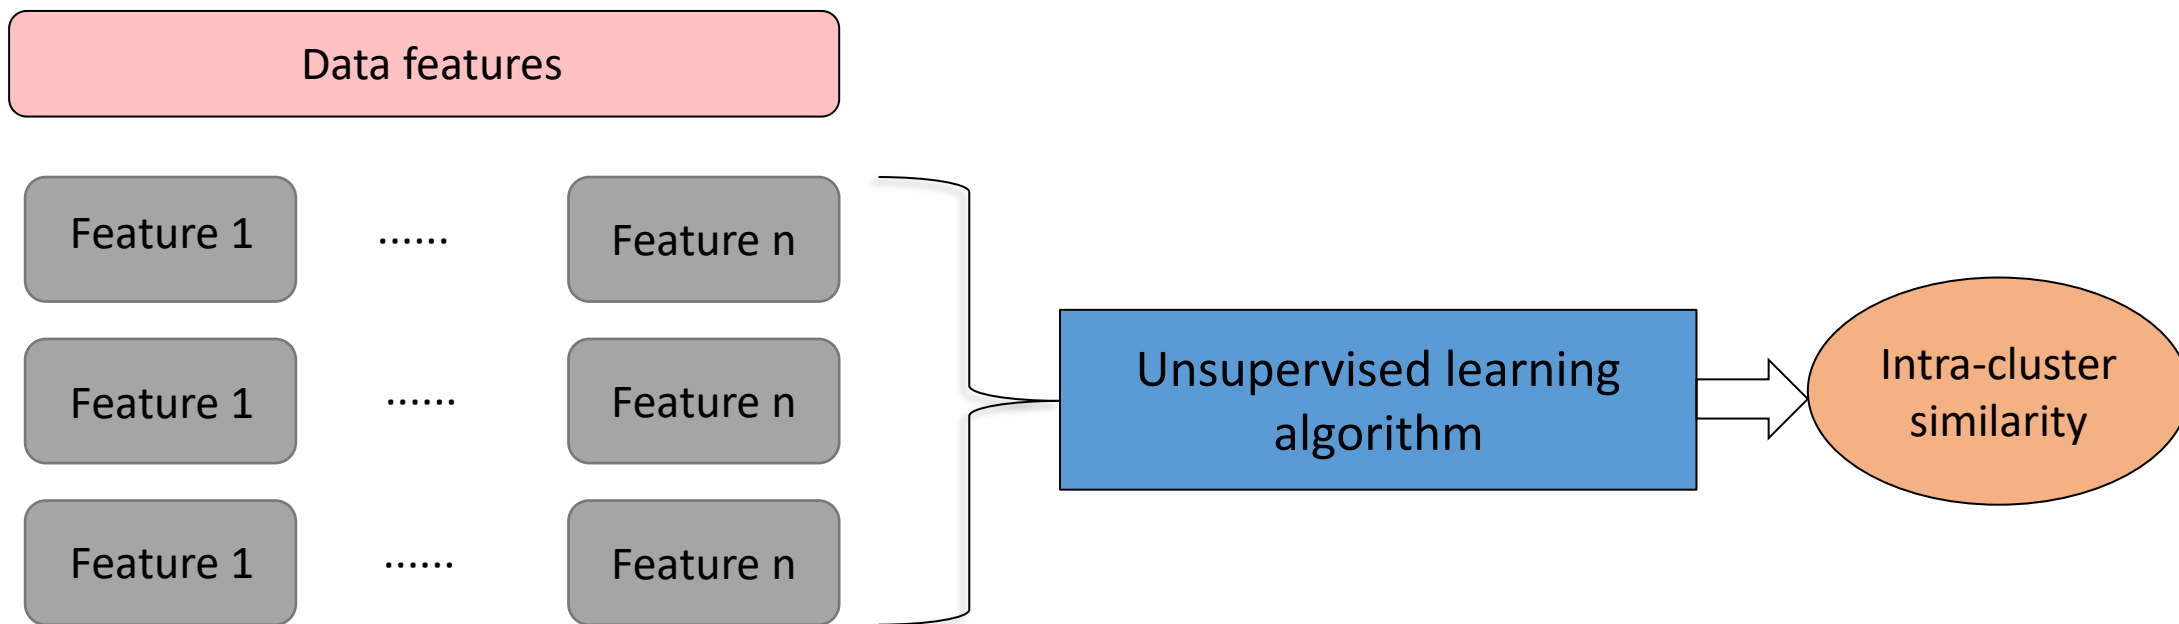 Data features
Feature 1 ...... Feature n
Feature 1 ...... Feature n
Unsupervised learning
algorithm
Intra-cluster
similarity
Feature 1 ...... Feature n